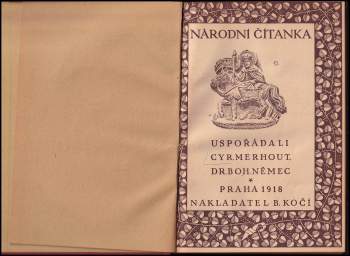 NÁRODNÍ ČÍTANKA
USPOŘÁDALI
CYR.MERHOUT.
DR.BOH.NĚMEC
*
PRAHA 1918
NAKLADATEL B.KOČÍ